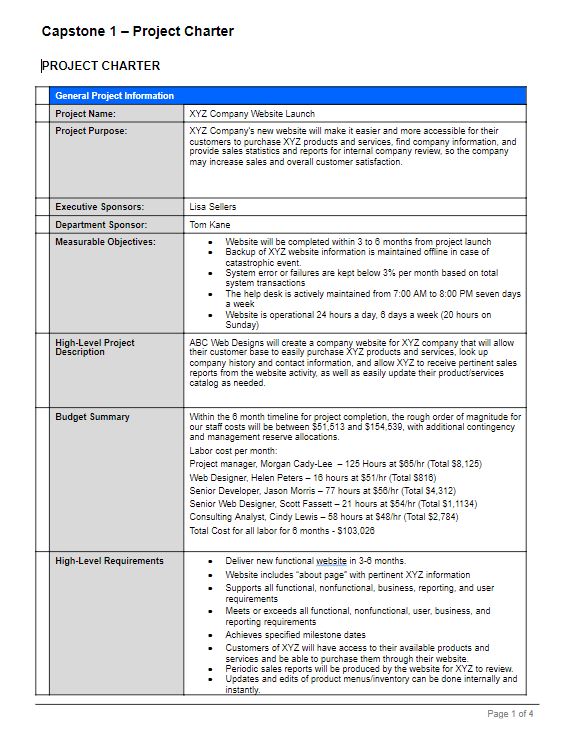 Capstone 1 – Project Charter
PROJECT CHARTER
General Project Information
Project Name:
XYZ Company Website Launch
Project Purpose:
XYZ Company's new website will make it easier and more accessible for their
customers to purchase XYZ products and services, find company information, and
provide sales statistics and reports for internal company review, so the company
may increase sales and overall customer satisfaction.
Executive Sponsors:
Lisa Sellers
Department Sponsor:
Tom Kane
Measurable Objectives:
• Website will be completed within 3 to 6 months from project launch
• Backup of XYZ website information is maintained offline in case of
catastrophic event.
• System error or failures are kept below 3% per month based on total
system transactions
• The help desk is actively maintained from 7:00 AM to 8:00 PM seven days
a week
• Website is operational 24 hours a day, 6 days a week (20 hours on
Sunday)
High-Level Project
Description
ABC Web Designs will create a company website for XYZ company that will allow
their customer base to easily purchase XYZ products and services, look up
company history and contact information, and allow XYZ to receive pertinent sales
reports from the website activity, as well as easily update their product/services
catalog as needed.
Budget Summary
Within the 6 month timeline for project completion, the rough order of magnitude for
our staff costs will be between $51,513 and $154,539, with additional contingency
and management reserve allocations.
Labor cost per month:
Project manager, Morgan Cady-Lee – 125 Hours at $65/hr (Total $8,125)
Web Designer, Helen Peters – 16 hours at $51/hr (Total $816)
Senior Developer, Jason Morris – 77 hours at $56/hr (Total $4,312)
Senior Web Designer, Scott Fassett – 21 hours at $54/hr (Total $1,1134)
Consulting Analyst, Cindy Lewis – 58 hours at $48/hr (Total $2,784)
Total Cost for all labor for 6 months - $103,026
High-Level Requirements
• Deliver new functional website in 3-6 months.
• Website includes "about page" with pertinent XYZ information
• Supports all functional, nonfunctional, business, reporting, and user
requirements
• Meets or exceeds all functional, nonfunctional, user, business, and
reporting requirements
• Achieves specified milestone dates
• Customers of XYZ will have access to their available products and
services and be able to purchase them through their website.
• Periodic sales reports will be produced by the website for XYZ to review.
• Updates and edits of product menus/inventory can be done internally and
instantly.
Page 1 of 4